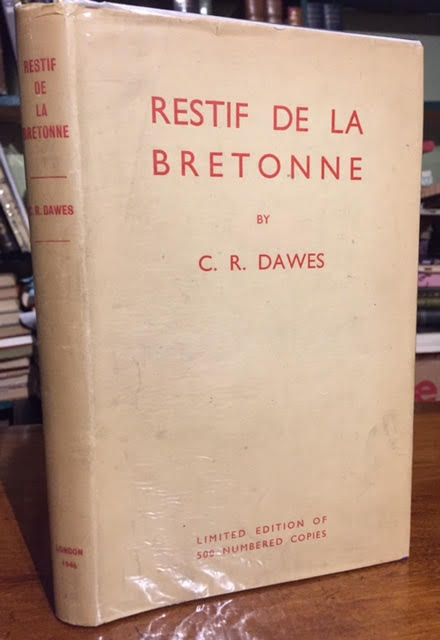 RESTIF
DE
LA
BRETONNE
C. R. DAWES
LONDON
1946
RESTIF DE LA
BRETONNE
BY
C. R. DAWES
LIMITED EDITION OF
500 NUMBERED COPIES